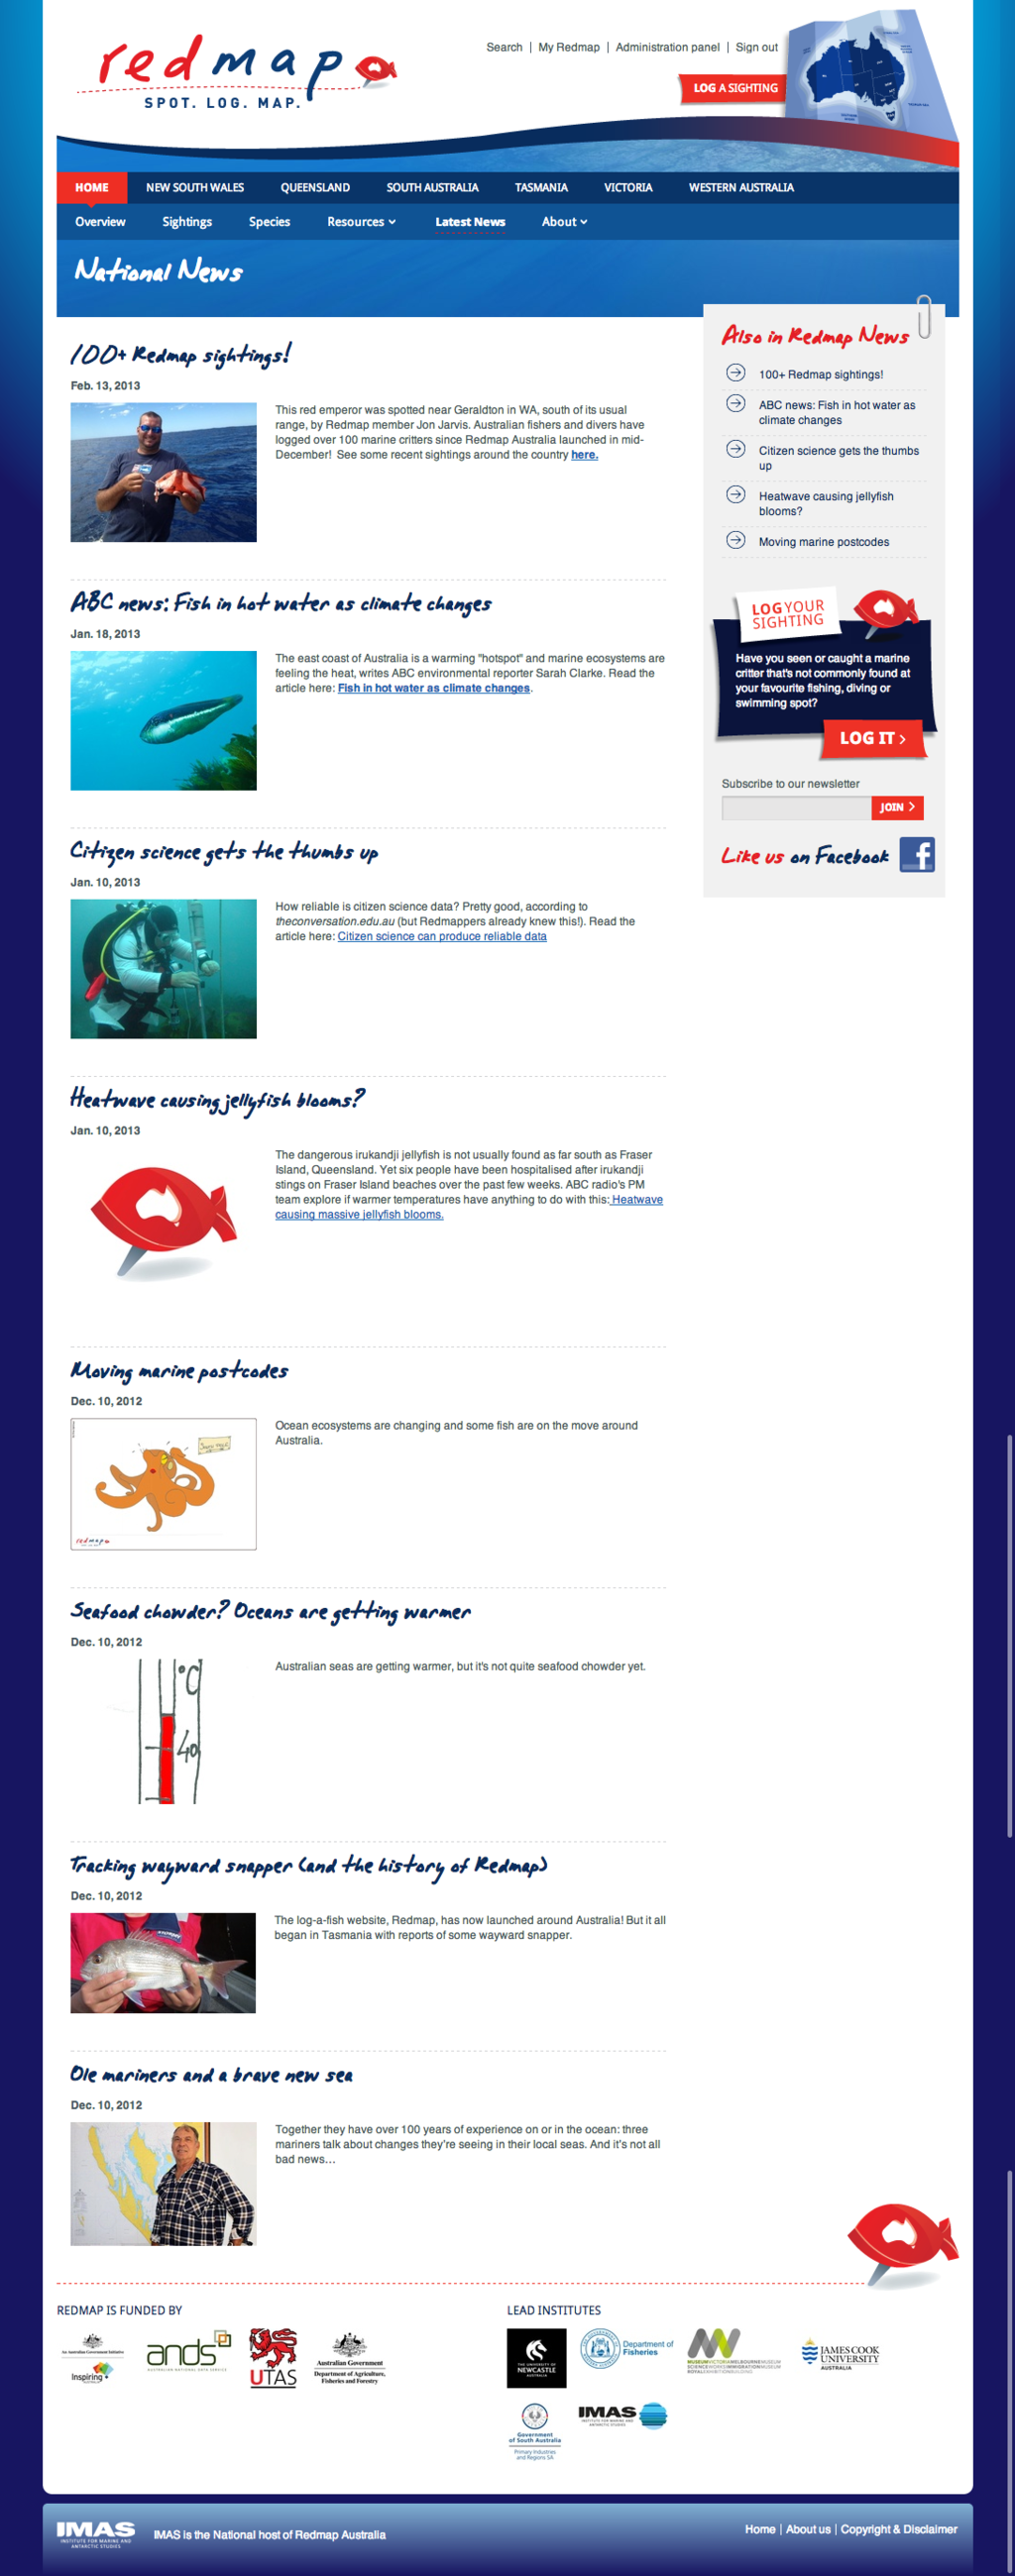 redmap
SPOT. LOG. MAP.
Search | My Redmap | Administration panel | Sign out
LOG A SIGHTING
HOME NEW SOUTH WALES QUEENSLAND SOUTH AUSTRALIA TASMANIA VICTORIA WESTERN AUSTRALIA
Overview Sightings Species Resources Latest News About
National News
100+ Redmap sightings!
Feb. 13, 2013
This red emperor was spotted near Geraldton in WA, south of its usual
range, by Redmap member Jon Jarvis. Australian fishers and divers have
logged over 100 marine critters since Redmap Australia launched in mid-
December! See some recent sightings around the country here.
ABC news: Fish in hot water as climate changes
Jan. 18, 2013
The east coast of Australia is a warming "hotspot" and marine ecosystems are
feeling the heat, writes ABC environmental reporter Sarah Clarke. Read the
article here: Fish in hot water as climate changes.
Citizen science gets the thumbs up
Jan. 10, 2013
How reliable is citizen science data? Pretty good, according to
theconversation.edu.au (but Redmappers already knew this!). Read the
article here: Citizen science can produce reliable data
Heatwave causing jellyfish blooms?
Jan. 10, 2013
The dangerous irukandji jellyfish is not usually found as far south as Fraser
Island, Queensland. Yet six people have been hospitalised after irukandji
stings on Fraser Island beaches over the past few weeks. ABC radio's PM
team explore if warmer temperatures have anything to do with this: Heatwave
causing massive jellyfish blooms.
Moving marine postcodes
Dec. 10, 2012
Ocean ecosystems are changing and some fish are on the move around
Australia.
redmap
Seafood chowder? Oceans are getting warmer
Dec. 10, 2012
Australian seas are getting warmer, but it's not quite seafood chowder yet.
°C
40
Tracking wayward snapper (and the history of Redmap)
Dec. 10, 2012
The log-a-fish website, Redmap, has now launched around Australia! But it all
began in Tasmania with reports of some wayward snapper.
Ole mariners and a brave new sea
Dec. 10, 2012
Together they have over 100 years of experience on or in the ocean: three
mariners talk about changes they're seeing in their local seas. And it's not all
bad news…
Also in Redmap News
100+ Redmap sightings!
ABC news: Fish in hot water as
climate changes
Citizen science gets the thumbs
up
Heatwave causing jellyfish
blooms?
Moving marine postcodes
LOG YOUR
SIGHTING
Have you seen or caught a marine
critter that's not commonly found at
your favourite fishing, diving or
swimming spot?
LOG IT
Subscribe to our newsletter
JOIN
Like us on Facebook
f
REDMAP IS FUNDED BY
An Australian Government Initiative
Inspiring
ands
AUSTRALIAN NATIONAL DATA SERVICE
UTAS
Australian Government
Department of Agriculture,
Fisheries and Forestry
LEAD INSTITUTES
THE UNIVERSITY OF
NEWCASTLE
AUSTRALIA
Department of
Fisheries
JAMES COOK
UNIVERSITY
AUSTRALIA
Government
of South Australia
Primary Industries
and Regions SA
IMAS
INSTITUTE FOR MARINE AND
ANTARCTIC STUDIES
IMAS
INSTITUTE FOR MARINE AND
ANTARCTIC STUDIES
IMAS is the National host of Redmap Australia
Home | About us | Copyright & Disclaimer